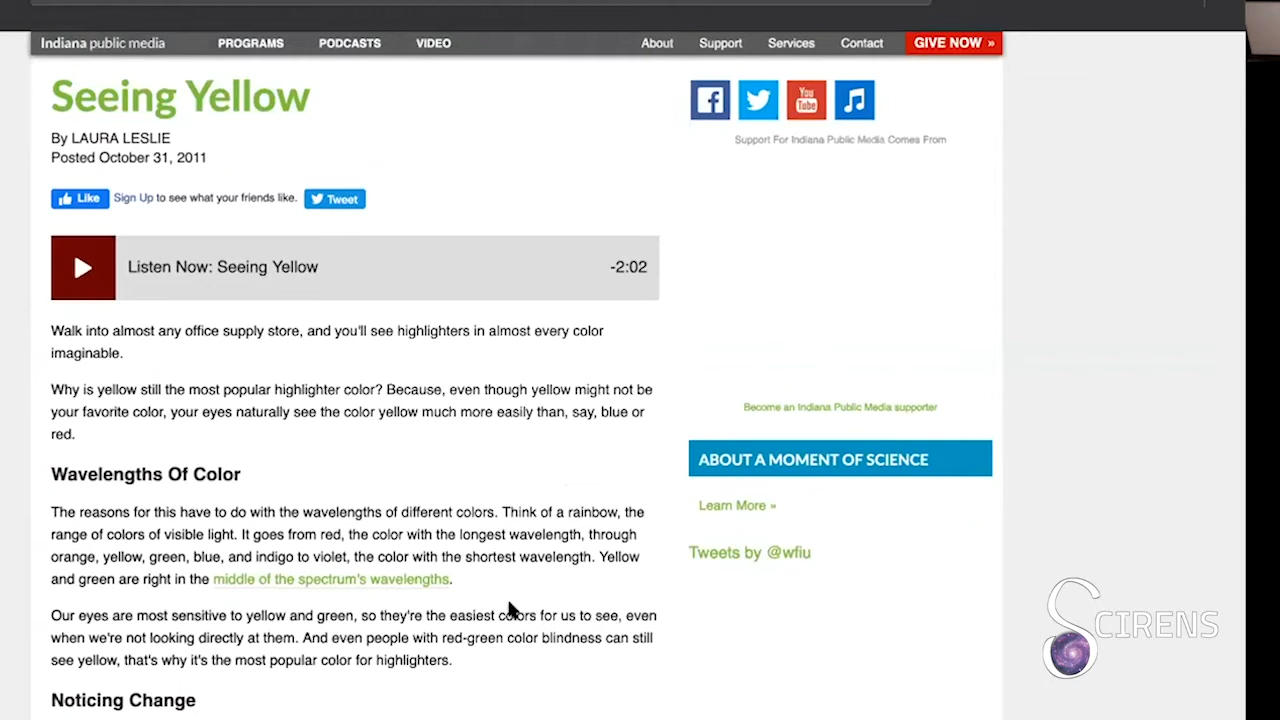 Indiana public media PROGRAMS PODCASTS VIDEO About Support Services Contact GIVE NOW »
Seeing Yellow
By LAURA LESLIE
Posted October 31, 2011
Like Sign Up to see what your friends like. Tweet
Listen Now: Seeing Yellow -2:02
Walk into almost any office supply store, and you'll see highlighters in almost every color
imaginable.
Why is yellow still the most popular highlighter color? Because, even though yellow might not be
your favorite color, your eyes naturally see the color yellow much more easily than, say, blue or
red.
Wavelengths Of Color
The reasons for this have to do with the wavelengths of different colors. Think of a rainbow, the
range of colors of visible light. It goes from red, the color with the longest wavelength, through
orange, yellow, green, blue, and indigo to violet, the color with the shortest wavelength. Yellow
and green are right in the middle of the spectrum's wavelengths.
Our eyes are most sensitive to yellow and green, so they're the easiest colors for us to see, even
when we're not looking directly at them. And even people with red-green color blindness can still
see yellow, that's why it's the most popular color for highlighters.
Noticing Change
You
Tube
Support For Indiana Public Media Comes From
Become an Indiana Public Media supporter
ABOUT A MOMENT OF SCIENCE
Learn More »
Tweets by @wfiu
SCIRENS